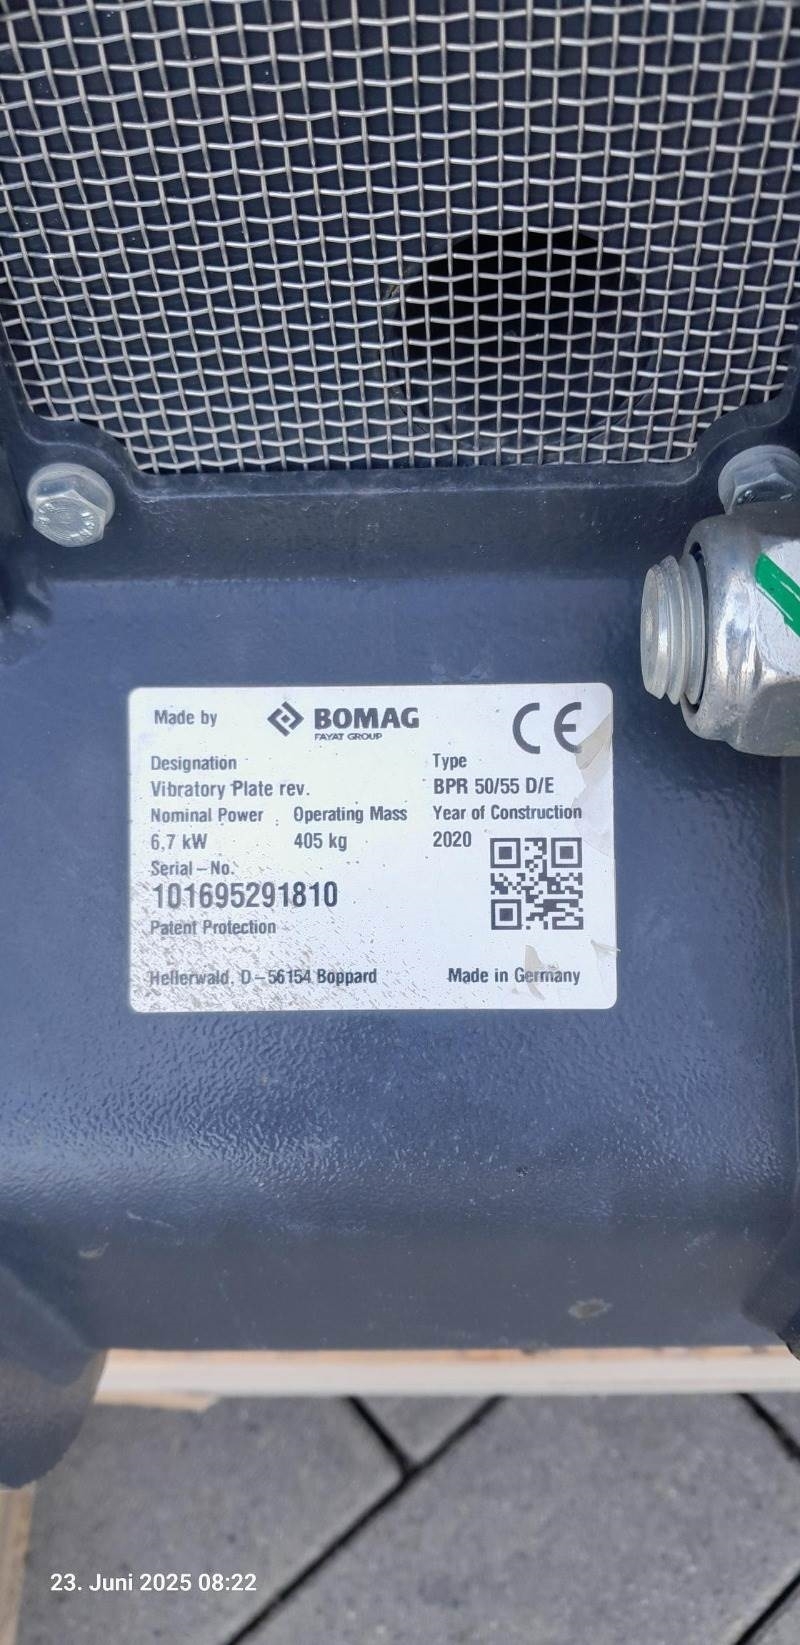 Made by BOMAG
FAYAT GROUP
CE
Designation Type
Vibratory Plate rev. BPR 50/55 D/E
Nominal Power Operating Mass Year of Construction
6,7 kW 405 kg 2020
Serial-No.
101695291810
Patent Protection
Hellerwald, D-56154 Boppard Made in Germany
23. Juni 2025 08:22